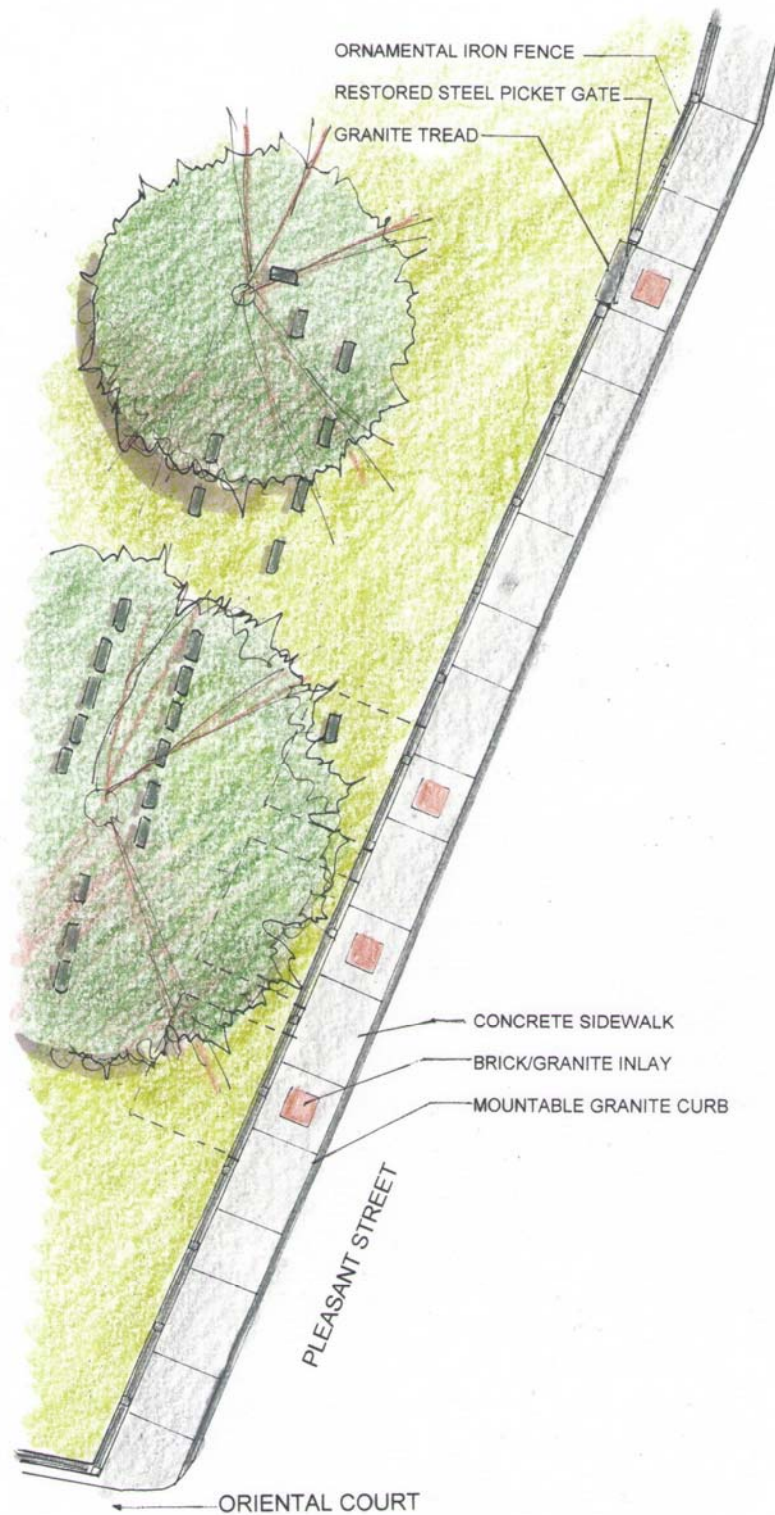 ORNAMENTAL IRON FENCE
RESTORED STEEL PICKET GATE
GRANITE TREAD
CONCRETE SIDEWALK
BRICK/GRANITE INLAY
MOUNTABLE GRANITE CURB
PLEASANT STREET
ORIENTAL COURT